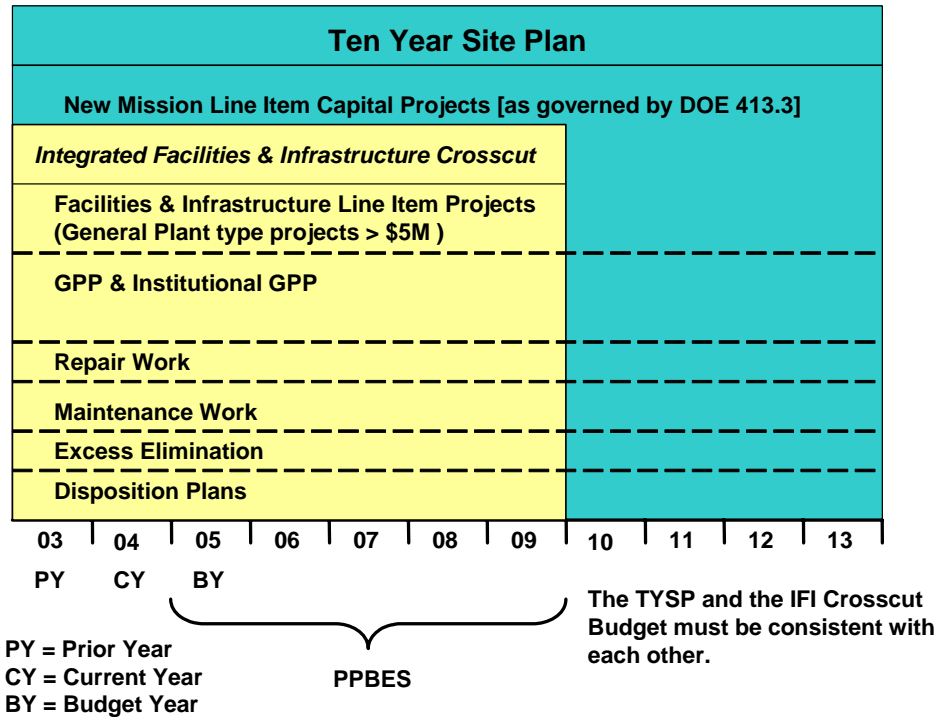 Ten Year Site Plan
New Mission Line Item Capital Projects [as governed by DOE 413.3]
Integrated Facilities & Infrastructure Crosscut
Facilities & Infrastructure Line Item Projects
(General Plant type projects > $5M )
GPP & Institutional GPP
Repair Work
Maintenance Work
Excess Elimination
Disposition Plans
03 04 05 06 07 08 09 10 11 12 13
PY CY BY
The TYSP and the IFI Crosscut
Budget must be consistent with
each other.
PPBES
PY = Prior Year
CY = Current Year
BY = Budget Year